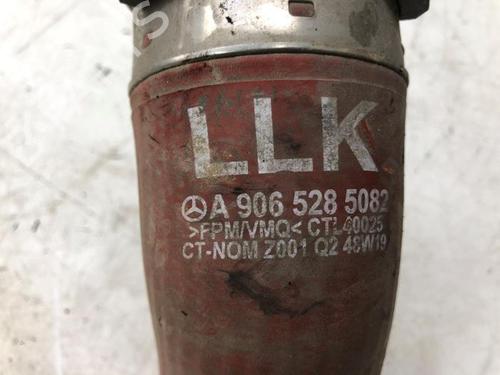 LLK
A 906 528 5082
>FPM/VMQ< CTL40025
CT-NOM Z001 Q2 48W19